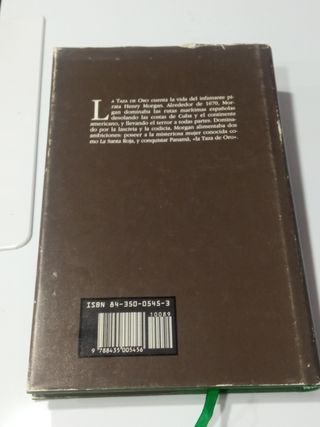 La Taza de Oro cuenta la vida del infamante pi-
rata Henry Morgan. Alrededor de 1670, Mor-
gan dominaba las rutas marítimas españolas
desolando las costas de Cuba y el continente
americano, y llevando el terror a todas partes. Domina-
do por la lascivia y la codicia, Morgan alimentaba dos
ambiciones: poseer a la misteriosa mujer conocida co-
mo La Santa Roja, y conquistar Panamá, «la Taza de Oro».
ISBN 84-350-0545-3
10089
9 788435 005456